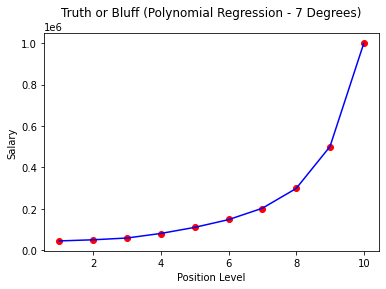 Truth or Bluff (Polynomial Regression - 7 Degrees)
1e6
1.0
0.8
0.6
0.4
0.2
0.0
Salary
2 4 6 8 10
Position Level